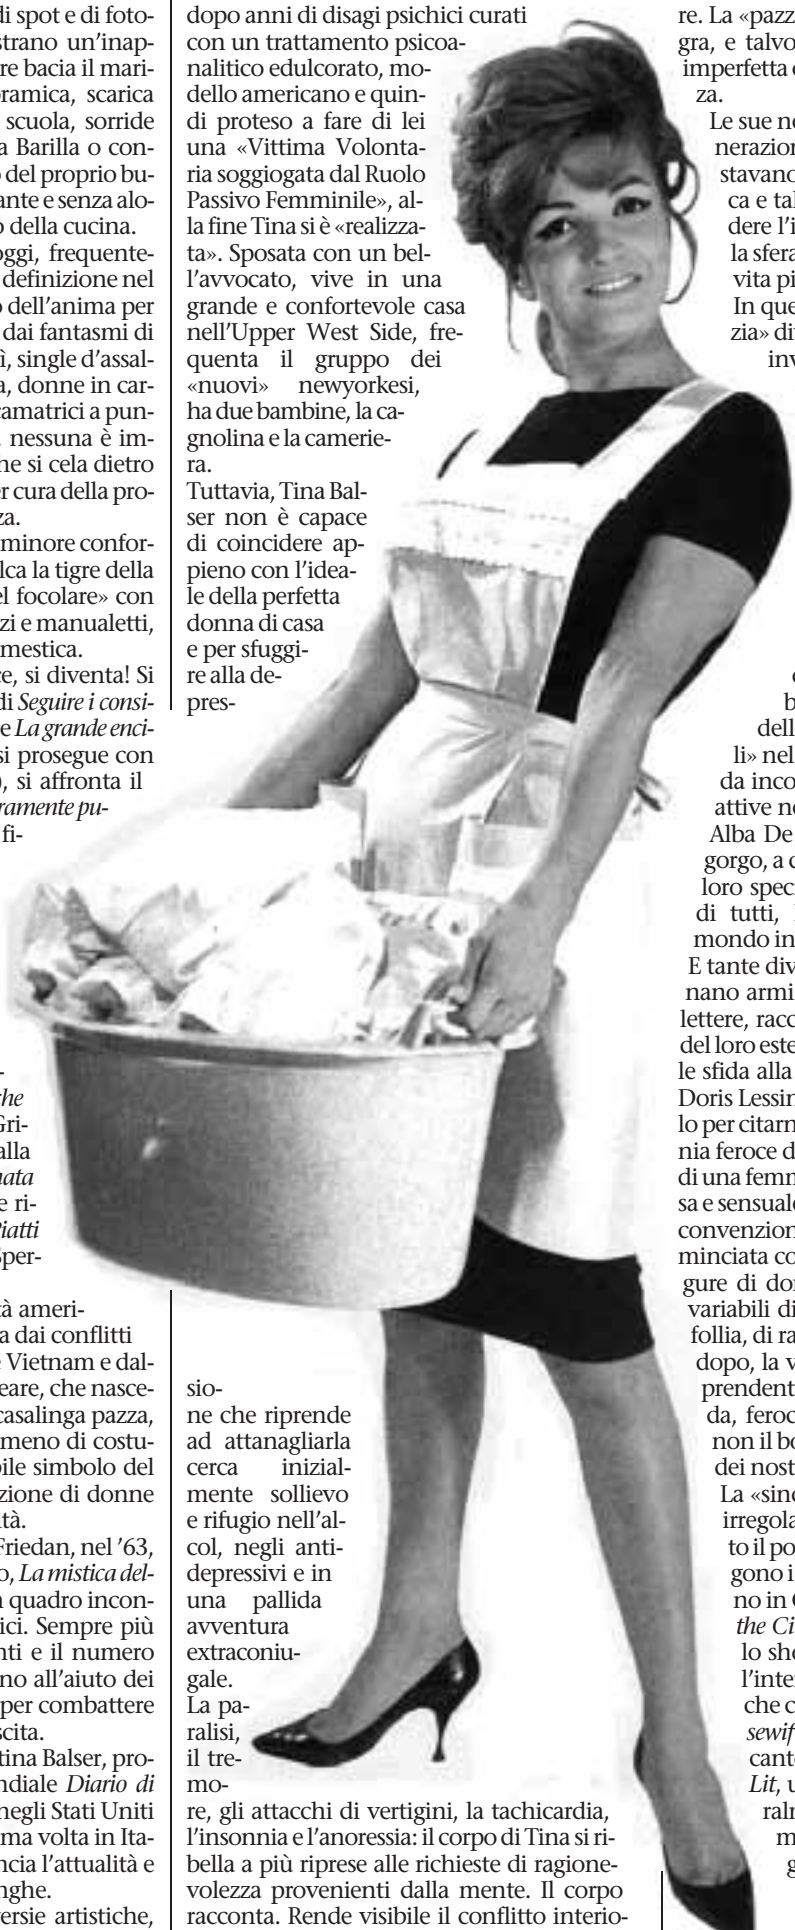 di spot e di foto-
strano un’inap-
re bacia il mari-
oramica, scarica
scuola, sorride
a Barilla o con-
o del proprio bu-
ante e senza alo-
o della cucina.
oggi, frequente-
definizione nel
o dell’anima per
dai fantasmi di
ì, single d’assal-
a, donne in car-
camatrici a pun-
nessuna è im-
he si cela dietro
er cura della pro-
za.
minore confor-
lca la tigre della
el focolare» con
zi e manualetti,
mestica.
ce, si diventa! Si
di Seguire i consi-
e La grande enci-
si prosegue con
), si affronta il
ramente pu-
fi-
-
che
Gri-
alla
nata
e ri-
Piatti
Sper-
tà ameri-
a dai conflitti
e Vietnam e dal-
eare, che nasce-
casalinga pazza,
meno di costu-
bile simbolo del
zione di donne
tà.
Friedan, nel ’63,
o, La mistica del-
n quadro incon-
ici. Sempre più
nti e il numero
no all’aiuto dei
per combattere
scita.
tina Balser, pro-
ndiale Diario di
negli Stati Uniti
ma volta in Ita-
ncia l’attualità e
nghe.
versie artistiche,
dopo anni di disagi psichici curati
con un trattamento psicoa-
nalitico edulcorato, mo-
dello americano e quin-
di proteso a fare di lei
una «Vittima Volonta-
ria soggiogata dal Ruolo
Passivo Femminile», al-
la fine Tina si è «realizza-
ta». Sposata con un bel-
l’avvocato, vive in una
grande e confortevole casa
nell’Upper West Side, fre-
quenta il gruppo dei
«nuovi» newyorkesi,
ha due bambine, la ca-
gnolina e la camerie-
ra.
Tuttavia, Tina Bal-
ser non è capace
di coincidere ap-
pieno con l’idea-
le della perfetta
donna di casa
e per sfuggi-
re alla de-
pres-
sio-
ne che riprende
ad attanagliarla
cerca inizial-
mente sollievo
e rifugio nell’al-
col, negli anti-
depressivi e in
una pallida
avventura
extraconiu-
gale.
La pa-
ralisi,
il tre-
mo-
re, gli attacchi di vertigini, la tachicardia,
l’insonnia e l’anoressia: il corpo di Tina si ri-
bella a più riprese alle richieste di ragione-
volezza provenienti dalla mente. Il corpo
racconta. Rende visibile il conflitto interio-
re. La «pazz
gra, e talvo
imperfetta e
za.
Le sue no
nerazion
stavano
ca e tal
dere l’i
la sfera
vita pi
In que
zia» div
inv
b
dell
li» nel
da inco
attive ne
Alba De
gorgo, a c
loro speci
di tutti,
mondo in
E tante div
nano armi
lettere, racc
del loro este
le sfida alla
Doris Lessin
lo per citarn
nia feroce d
di una femn
sa e sensuale
convenzion
minciata co
gure di don
variabili di
follia, di ra
dopo, la v
prendent
da, feroc
non il bo
dei nost
La «sind
irregola
to il po
gono i
no in C
the Ci
lo sho
l’inter
che c
sewif
cant
Lit, u
ralr
m
g